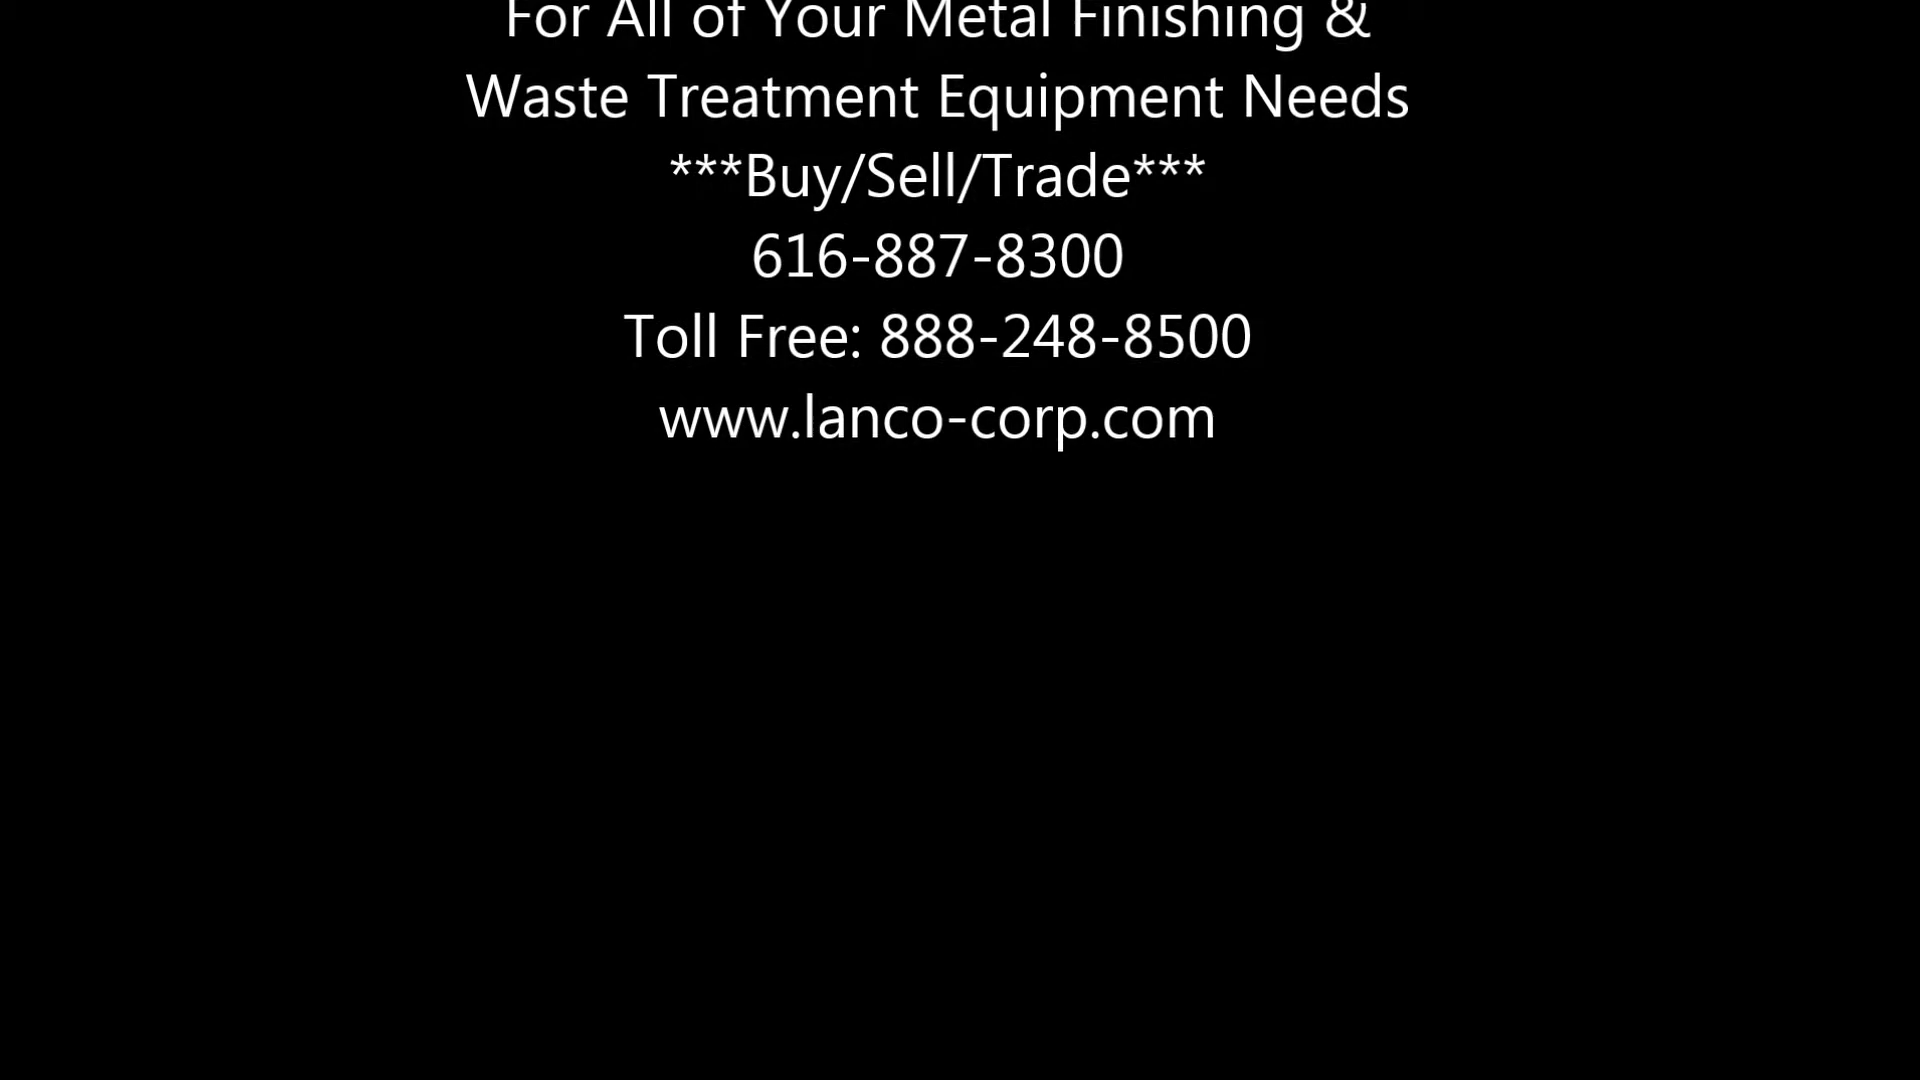 For All of Your Metal Finishing &
Waste Treatment Equipment Needs
***Buy/Sell/Trade***
616-887-8300
Toll Free: 888-248-8500
www.lanco-corp.com